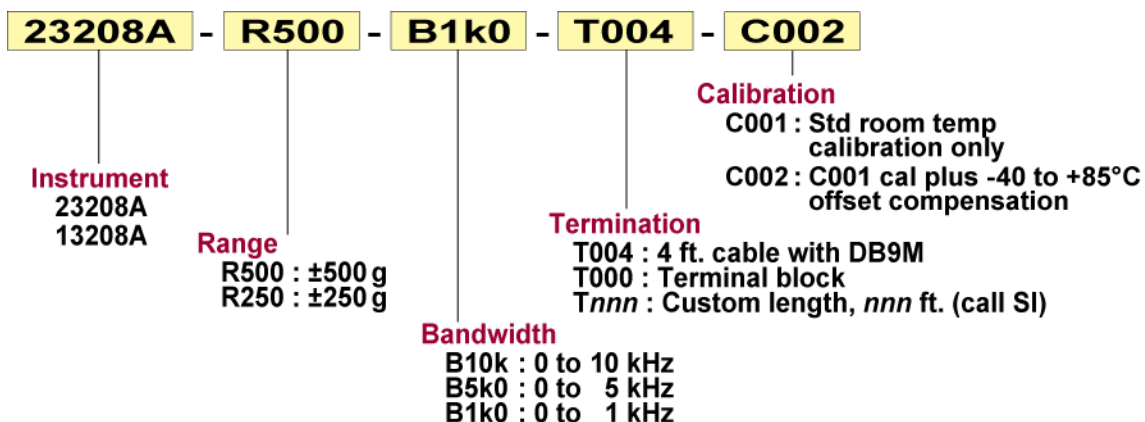 23208A - R500 - B1k0 - T004 - C002
Calibration
C001 : Std room temp
calibration only
C002 : C001 cal plus -40 to +85°C
offset compensation
Instrument
23208A
13208A
Termination
T004 : 4 ft. cable with DB9M
T000 : Terminal block
Tnnn : Custom length, nnn ft. (call SI)
Range
R500 : ±500 g
R250 : ±250 g
Bandwidth
B10k : 0 to 10 kHz
B5k0 : 0 to 5 kHz
B1k0 : 0 to 1 kHz